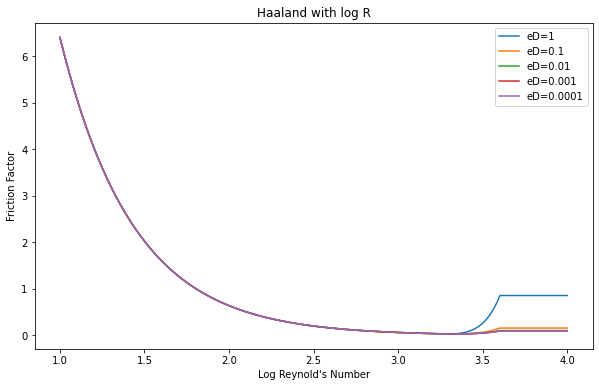 Haaland with log R
eD=1
eD=0.1
eD=0.01
eD=0.001
eD=0.0001
Friction Factor
6
5
4
3
2
1
0
1.0 1.5 2.0 2.5 3.0 3.5 4.0
Log Reynold's Number